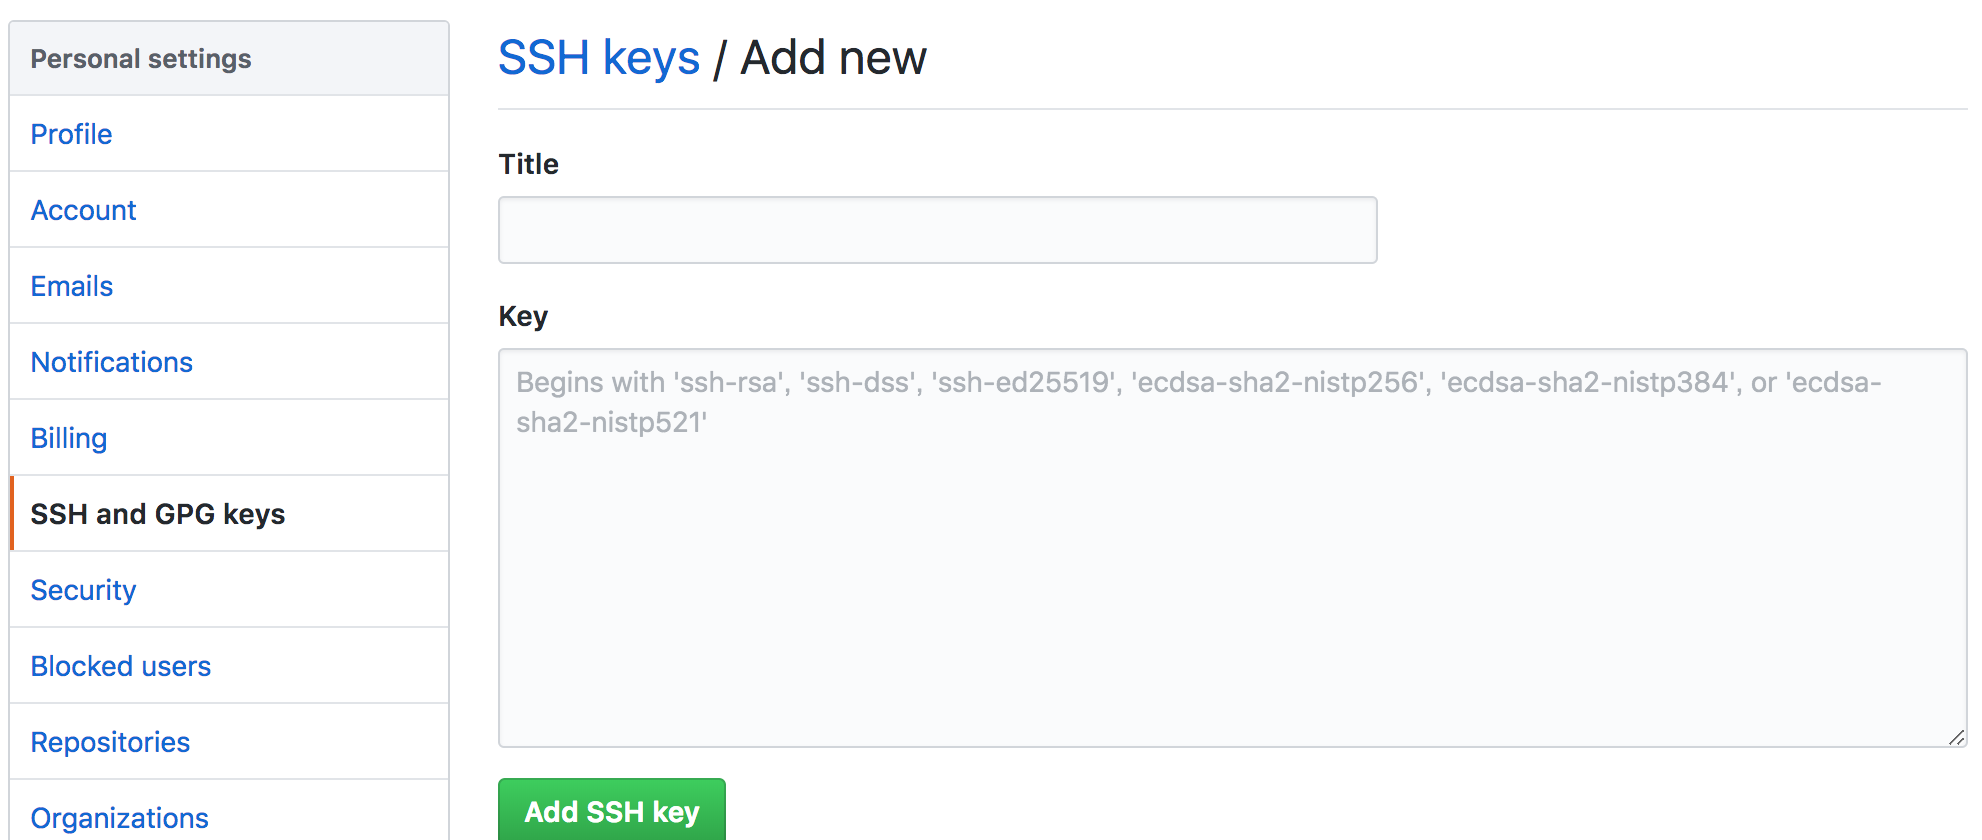 Personal settings
Profile
Account
Emails
Notifications
Billing
SSH and GPG keys
Security
Blocked users
Repositories
Organizations
SSH keys / Add new
Title
Key
Begins with 'ssh-rsa', 'ssh-dss', 'ssh-ed25519', 'ecdsa-sha2-nistp256', 'ecdsa-sha2-nistp384', or 'ecdsa-
sha2-nistp521'
Add SSH key